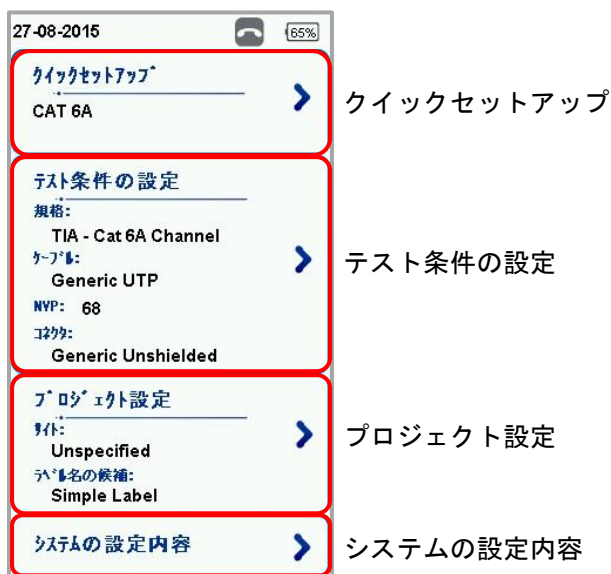 27-08-2015 65%
ｸｲｯｸｾｯﾄｱｯﾌﾟ
クイックセットアップ
CAT 6A
ﾃｽﾄ条件の設定
規格:
TIA - Cat 6A Channel
ｹｰﾌﾞﾙ:
テスト条件の設定
Generic UTP
NVP: 68
ｺﾈｸﾀ:
Generic Unshielded
ﾌﾟﾛｼﾞｪｸﾄ設定
ｻｲﾄ:
プロジェクト設定
Unspecified
ﾗﾍﾞﾙ名の候補:
Simple Label
ｼｽﾃﾑの設定内容
システムの設定内容